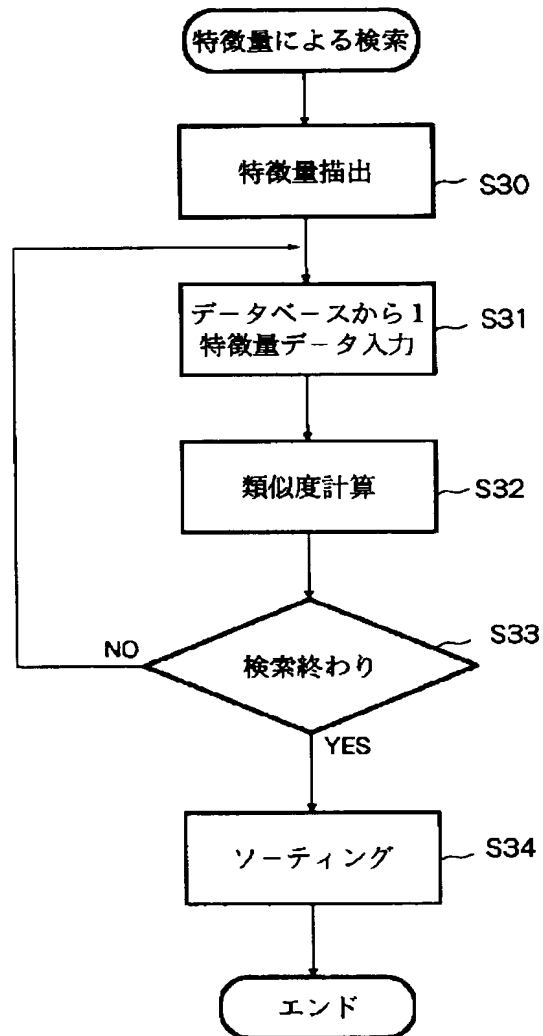 特徴量による検索
特徴量描出
S30
データベースから1
特徴量データ入力
S31
類似度計算
S32
検索終わり
S33
NO
YES
ソーティング
S34
エンド